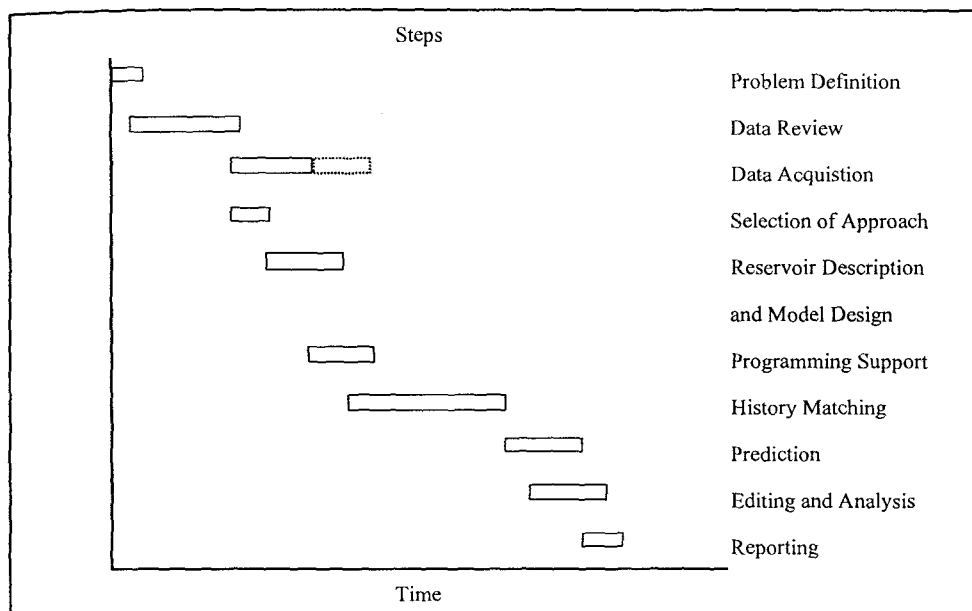 Steps
Problem Definition
Data Review
Data Acquistion
Selection of Approach
Reservoir Description
and Model Design
Programming Support
History Matching
Prediction
Editing and Analysis
Reporting
Time